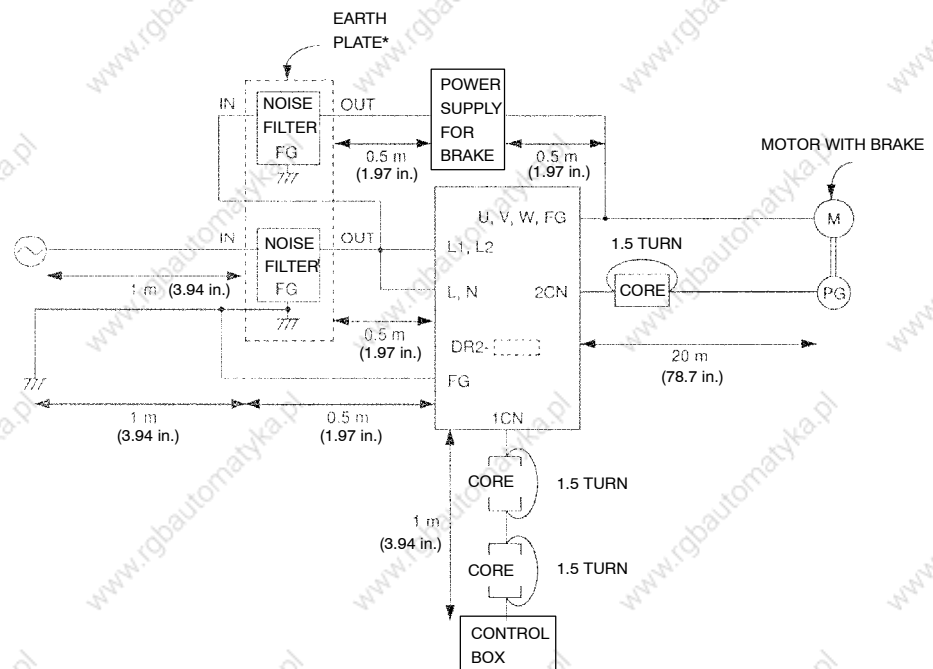 EARTH
PLATE*
IN
NOISE
FILTER
FG
OUT
POWER
SUPPLY
FOR
BRAKE
0.5 m
(1.97 in.)
0.5 m
(1.97 in.)
MOTOR WITH BRAKE
U, V, W, FG
M
IN
NOISE
FILTER
FG
OUT
L1, L2
1.5 TURN
1 m (3.94 in.)
L, N
2CN
CORE
PG
0.5 m
(1.97 in.)
DR2-
20 m
(78.7 in.)
FG
1 m
(3.94 in.)
0.5 m
(1.97 in.)
1CN
CORE
1.5 TURN
1 m
(3.94 in.)
CORE
1.5 TURN
CONTROL
BOX
www.rgbautomatyka.pl